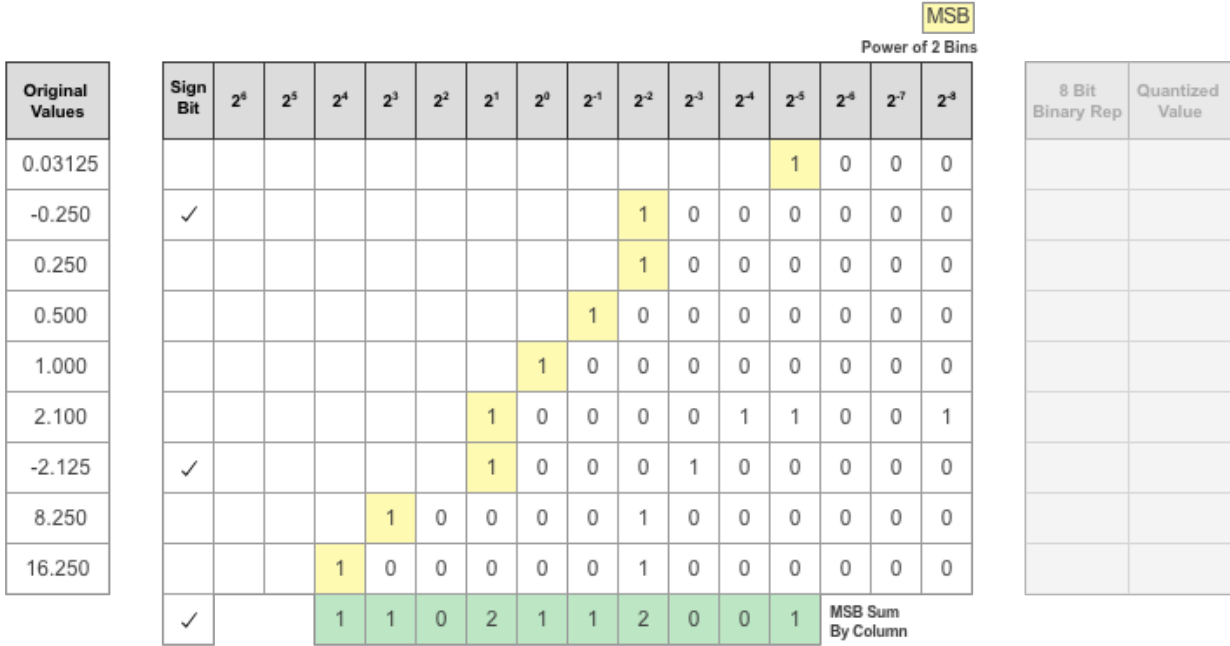 MSB
Power of 2 Bins
Original Values Sign Bit 2⁶ 2⁵ 2⁴ 2³ 2² 2¹ 2⁰ 2⁻¹ 2⁻² 2⁻³ 2⁻⁴ 2⁻⁵ 2⁻⁶ 2⁻⁷ 2⁻⁸ 8 Bit Binary Rep Quantized Value
0.03125 1 0 0 0
-0.250 ✓ 1 0 0 0 0 0 0
0.250 1 0 0 0 0 0 0
0.500 1 0 0 0 0 0 0 0
1.000 1 0 0 0 0 0 0 0 0
2.100 1 0 0 0 0 1 1 0 0 1
-2.125 ✓ 1 0 0 0 1 0 0 0 0 0
8.250 1 0 0 0 0 1 0 0 0 0 0 0
16.250 1 0 0 0 0 0 1 0 0 0 0 0 0
✓ 1 1 0 2 1 1 2 0 0 1 MSB Sum
By Column